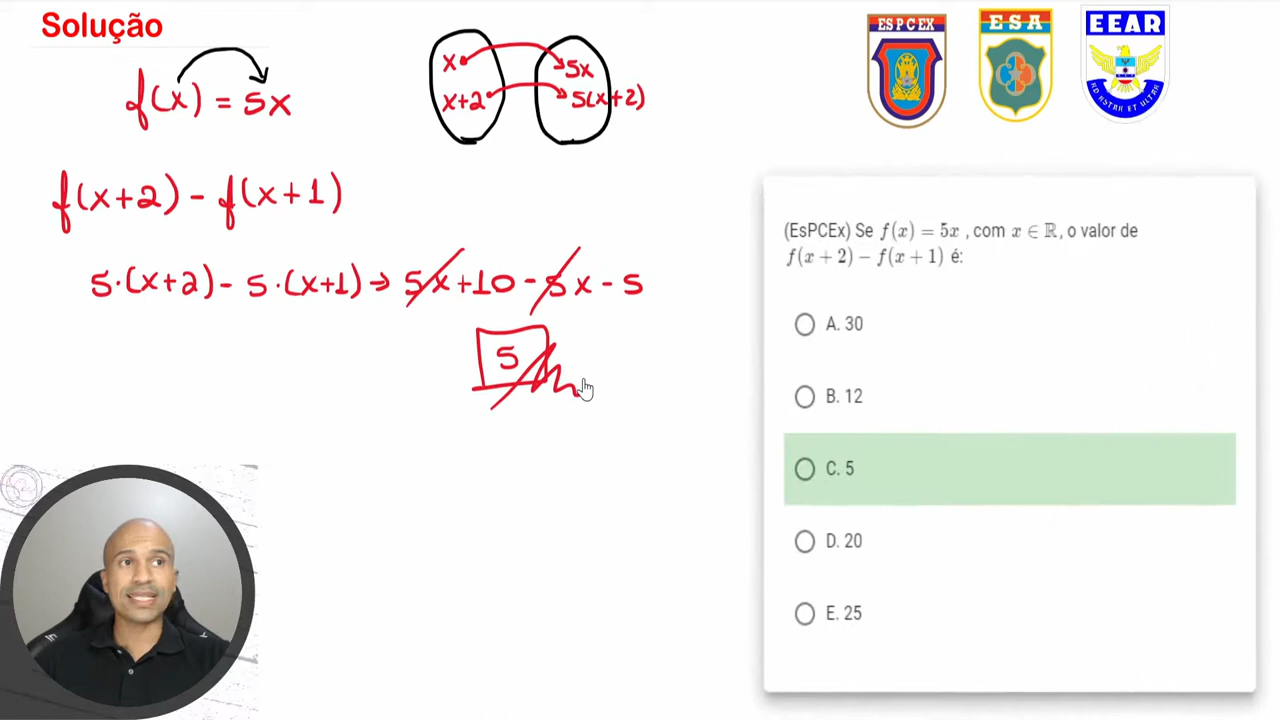 Solução
f(x) = 5x
x
x+2
5x
5(x+2)
f(x+2) - f(x+1)
5·(x+2) - 5·(x+1) → 5x+10-5x-5
5
ESPCEX
ESA
EEAR
AD ASTRA ET ULTRA
(EsPCEx) Se f(x) = 5x , com x ∈ ℝ, o valor de
f(x + 2) − f(x + 1) é:
A. 30
B. 12
C. 5
D. 20
E. 25